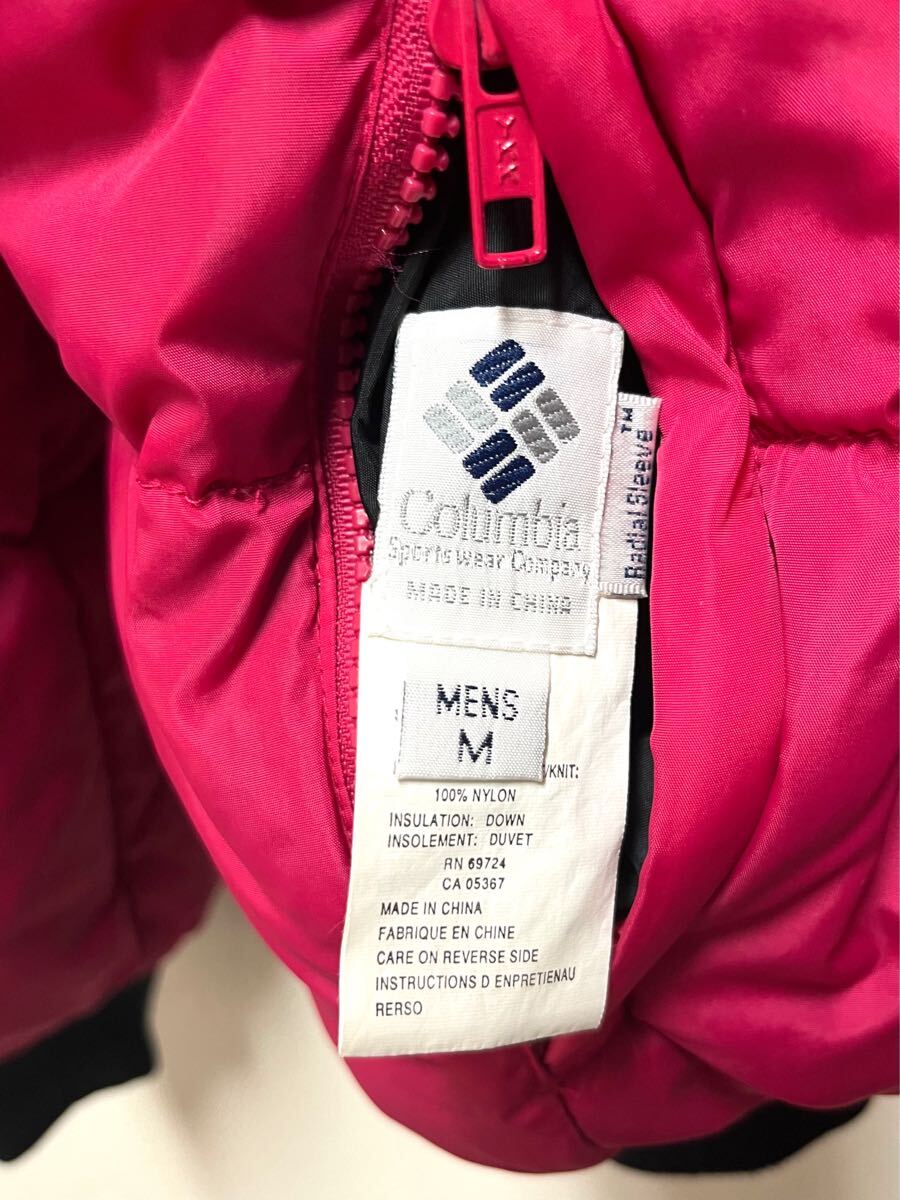 YKK
Columbia
Sportswear Company
MADE IN CHINA
Radial Sleeve™
MENS
M
/KNIT:
100% NYLON
INSULATION: DOWN
INSOLEMENT: DUVET
RN 69724
CA 05367
MADE IN CHINA
FABRIQUE EN CHINE
CARE ON REVERSE SIDE
INSTRUCTIONS D ENPRETIENAU
RERSO